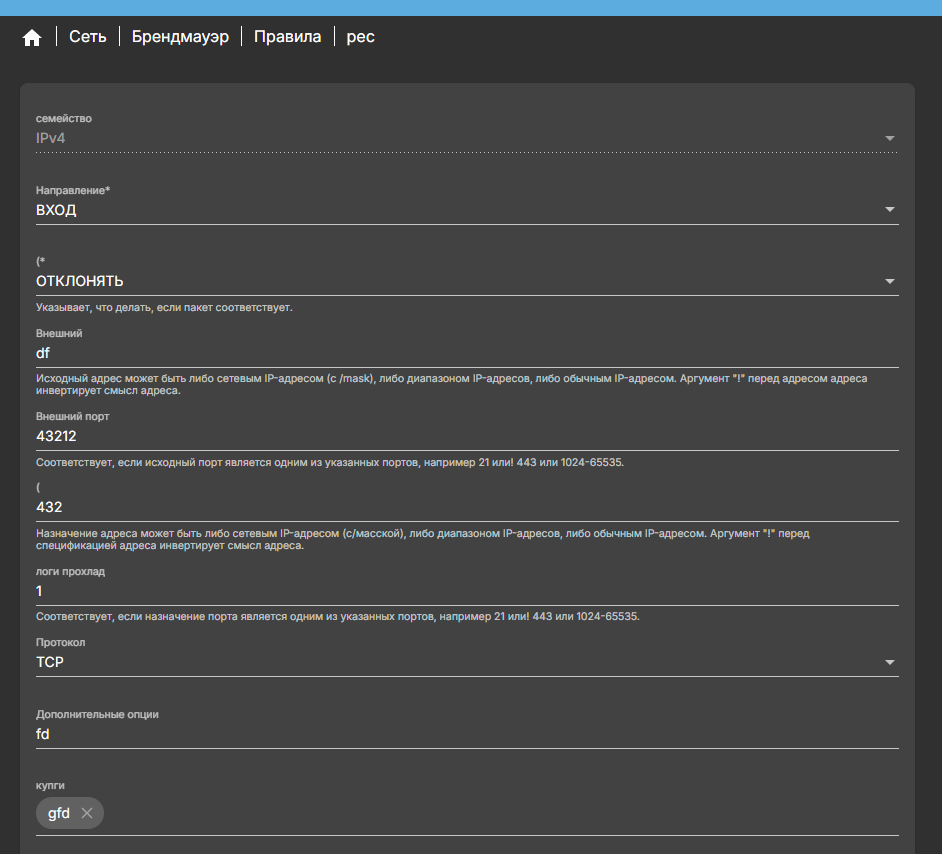 Сеть
Брендмауэр
Правила
рес
семейство
IPv4
Направление*
ВХОД
(*
ОТКЛОНЯТЬ
Указывает, что делать, если пакет соответствует.
Внешний
df
Исходный адрес может быть либо сетевым IP-адресом (с /mask), либо диапазоном IP-адресов, либо обычным IP-адресом. Аргумент "!" перед адресом адреса
инвертирует смысл адреса.
Внешний порт
43212
Соответствует, если исходный порт является одним из указанных портов, например 21 или! 443 или 1024-65535.
(
432
Назначение адреса может быть либо сетевым IP-адресом (с/масской), либо диапазоном IP-адресов, либо обычным IP-адресом. Аргумент "!" перед
спецификацией адреса инвертирует смысл адреса.
логи прохлад
1
Соответствует, если назначение порта является одним из указанных портов, например 21 или! 443 или 1024-65535.
Протокол
TCP
Дополнительные опции
fd
купги
gfd